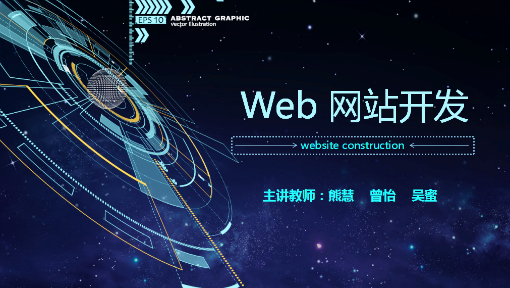 EPS 10 ABSTRACT GRAPHIC
vector illustration
Web 网站开发
website construction
主讲教师：熊慧 曾怡 吴蜜